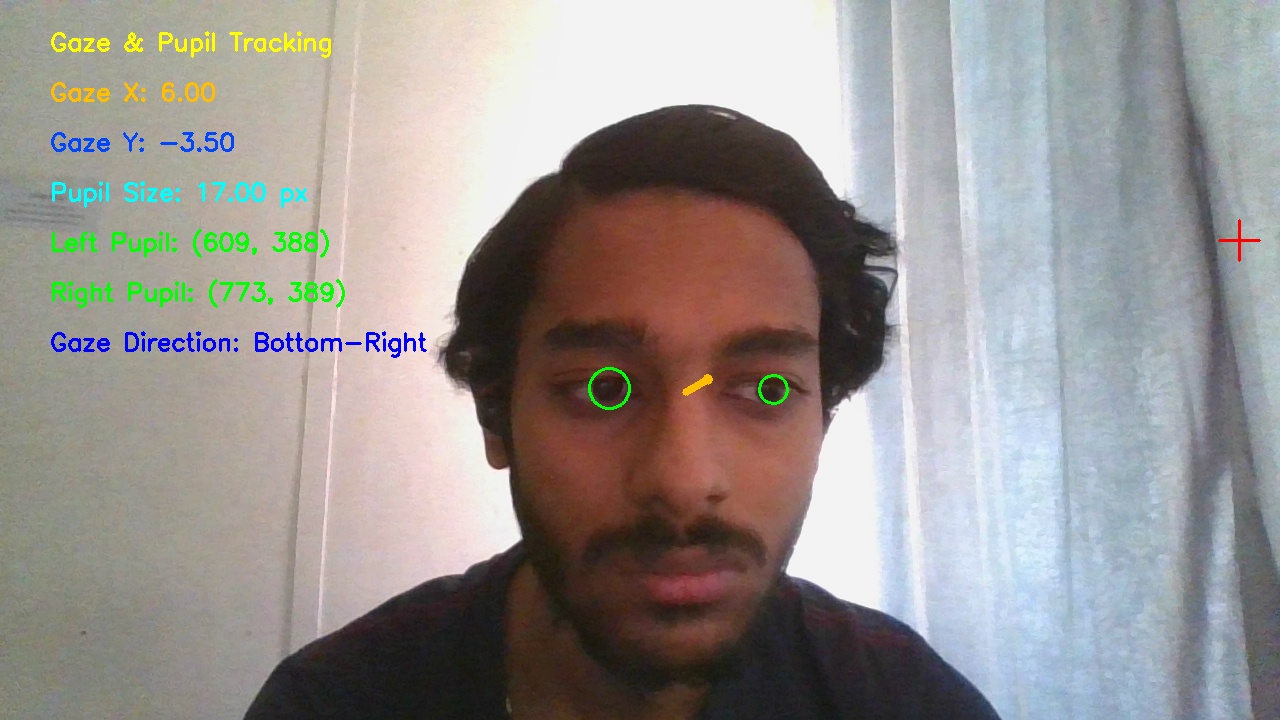 Gaze & Pupil Tracking
Gaze X: 6.00
Gaze Y: -3.50
Pupil Size: 17.00 px
Left Pupil: (609, 388)
Right Pupil: (773, 389)
Gaze Direction: Bottom-Right